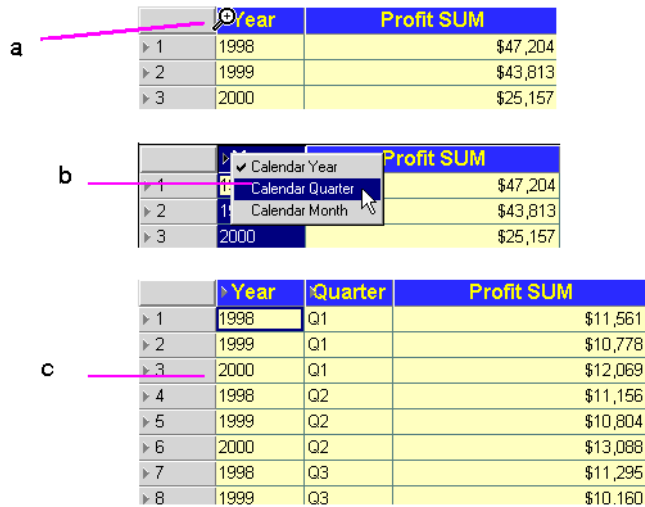 Year Profit SUM
a
1 1998 $47,204
2 1999 $43,813
3 2000 $25,157
Profit SUM
✓ Calendar Year
b
1 Calendar Quarter $47,204
2 Calendar Month $43,813
3 2000 $25,157
Year Quarter Profit SUM
1 1998 Q1 $11,561
2 1999 Q1 $10,778
c
3 2000 Q1 $12,069
4 1998 Q2 $11,156
5 1999 Q2 $10,804
6 2000 Q2 $13,088
7 1998 Q3 $11,295
8 1999 Q3 $10,160